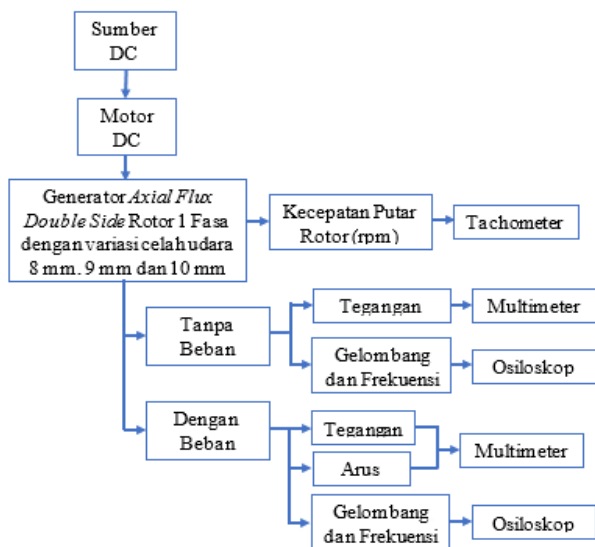 Sumber
DC
Motor
DC
Generator Axial Flux
Double Side Rotor 1 Fasa
dengan variasi celah udara
8 mm. 9 mm dan 10 mm
Kecepatan Putar
Rotor (rpm)
Tachometer
Tanpa
Beban
Tegangan
Multimeter
Gelombang
dan Frekuensi
Osiloskop
Dengan
Beban
Tegangan
Arus
Multimeter
Gelombang
dan Frekuensi
Osiloskop